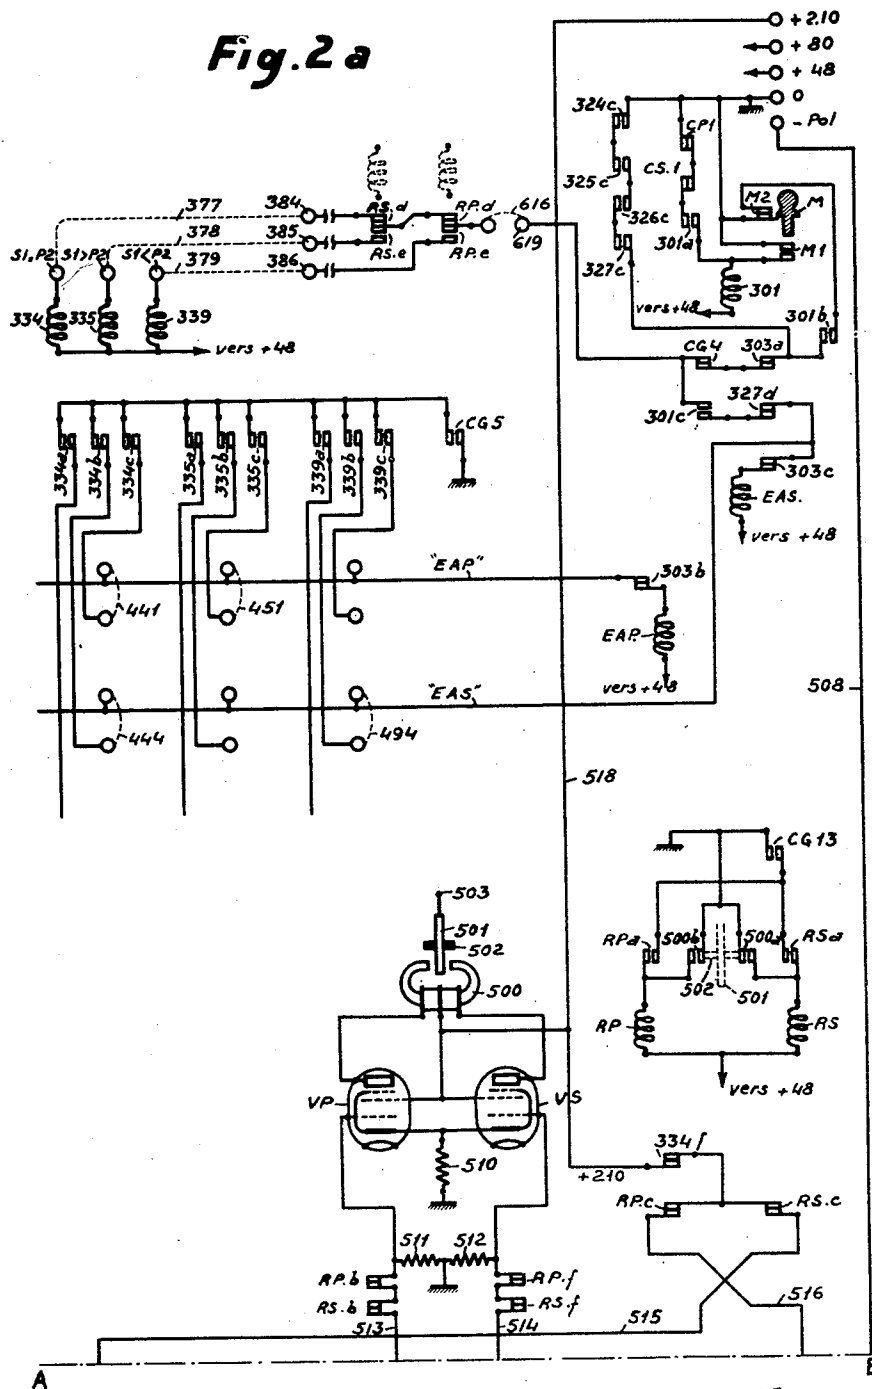 Fig. 2a
+210
+80
+48
0
- Pol
324c
CP1
325c
CS.1
326c
M2
M
301a
M1
327c
301
vers+48
301b
377
384
RS.d
RP.d
616
378
385
619
379
386
RS.e
RP.e
S1=P2
S1>P2
S1<P2
334
335
339
vers +48
CG4
303a
301c
327d
CG5
334a
334b
334c
335a
335b
335c
339a
339b
339c
303c
EAS.
vers +48
"EAP"
303b
441
451
EAP.
vers+48
"EAS"
508
444
494
518
CG13
503
501
502
RPa
500b
500a
RSa
500
502
501
RP
RS
VP
VS
vers +48
510
334f
+210
RP.c
RS.c
511
512
RP.b
RP.f
516
RS.b
RS.f
513
514
515
A
B